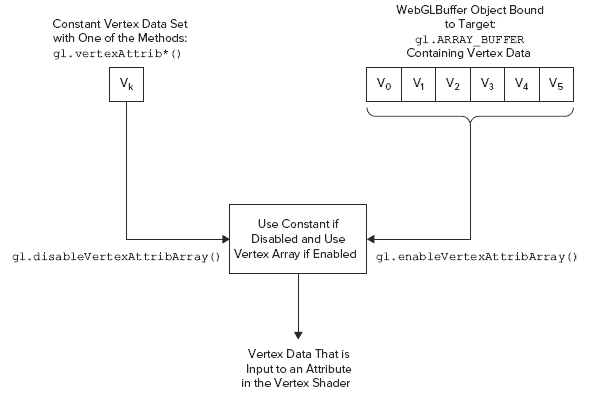 Constant Vertex Data Set
with One of the Methods:
gl.vertexAttrib*()
Vk
WebGLBuffer Object Bound
to Target:
gl.ARRAY_BUFFER
Containing Vertex Data
V0 V1 V2 V3 V4 V5
Use Constant if
Disabled and Use
Vertex Array if Enabled
gl.disableVertexAttribArray()
gl.enableVertexAttribArray()
Vertex Data That is
Input to an Attribute
in the Vertex Shader